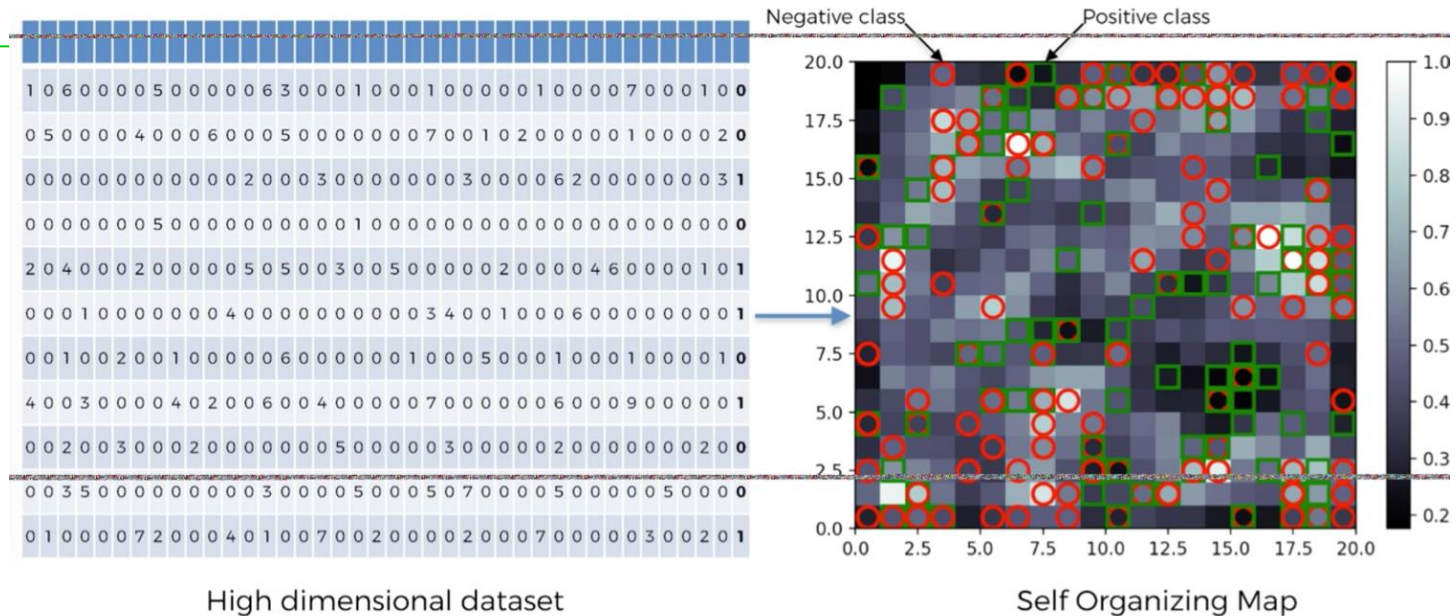 Negative class
Positive class
1 0 6 0 0 0 0 5 0 0 0 0 0 6 3 0 0 0 1 0 0 0 1 0 0 0 0 0 1 0 0 0 0 7 0 0 0 1 0 0
0 5 0 0 0 0 4 0 0 0 6 0 0 0 5 0 0 0 0 0 0 0 7 0 0 1 0 2 0 0 0 0 0 1 0 0 0 0 2 0
0 0 0 0 0 0 0 0 0 0 0 0 2 0 0 0 3 0 0 0 0 0 0 0 3 0 0 0 0 6 2 0 0 0 0 0 0 0 3 1
0 0 0 0 0 0 0 5 0 0 0 0 0 0 0 0 0 0 1 0 0 0 0 0 0 0 0 0 0 0 0 0 0 0 0 0 0 0 0 0
2 0 4 0 0 0 2 0 0 0 0 0 5 0 5 0 0 3 0 0 5 0 0 0 0 0 2 0 0 0 0 4 6 0 0 0 0 1 0 1
0 0 0 1 0 0 0 0 0 0 0 4 0 0 0 0 0 0 0 0 0 0 3 4 0 0 1 0 0 0 6 0 0 0 0 0 0 0 0 1
0 0 1 0 0 2 0 0 1 0 0 0 0 0 6 0 0 0 0 0 0 1 0 0 0 5 0 0 0 1 0 0 0 1 0 0 0 0 1 0
4 0 0 3 0 0 0 0 4 0 2 0 0 6 0 0 4 0 0 0 0 0 7 0 0 0 0 0 0 6 0 0 0 9 0 0 0 0 0 1
0 0 2 0 0 3 0 0 0 2 0 0 0 0 0 0 0 5 0 0 0 0 0 3 0 0 0 0 0 0 0 0 0 0 0 0 0 2 0 0
0 0 3 5 0 0 0 0 0 0 0 0 0 3 0 0 0 0 5 0 0 0 5 0 7 0 0 0 0 5 0 0 0 0 0 5 0 0 0 0
0 1 0 0 0 0 7 2 0 0 0 4 0 1 0 0 7 0 0 2 0 0 0 0 2 0 0 0 7 0 0 0 0 0 3 0 0 2 0 1
High dimensional dataset
20.0
17.5
15.0
12.5
10.0
7.5
5.0
2.5
0.0
0.0 2.5 5.0 7.5 10.0 12.5 15.0 17.5 20.0
1.0
0.9
0.8
0.7
0.6
0.5
0.4
0.3
0.2
Self Organizing Map